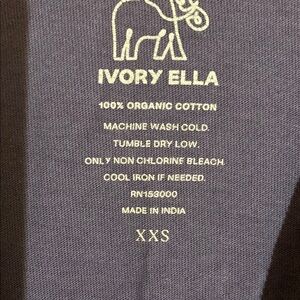 IVORY ELLA
100% ORGANIC COTTON
MACHINE WASH COLD.
TUMBLE DRY LOW.
ONLY NON CHLORINE BLEACH
COOL IRON IF NEEDED.
RN153000
MADE IN INDIA
XXS